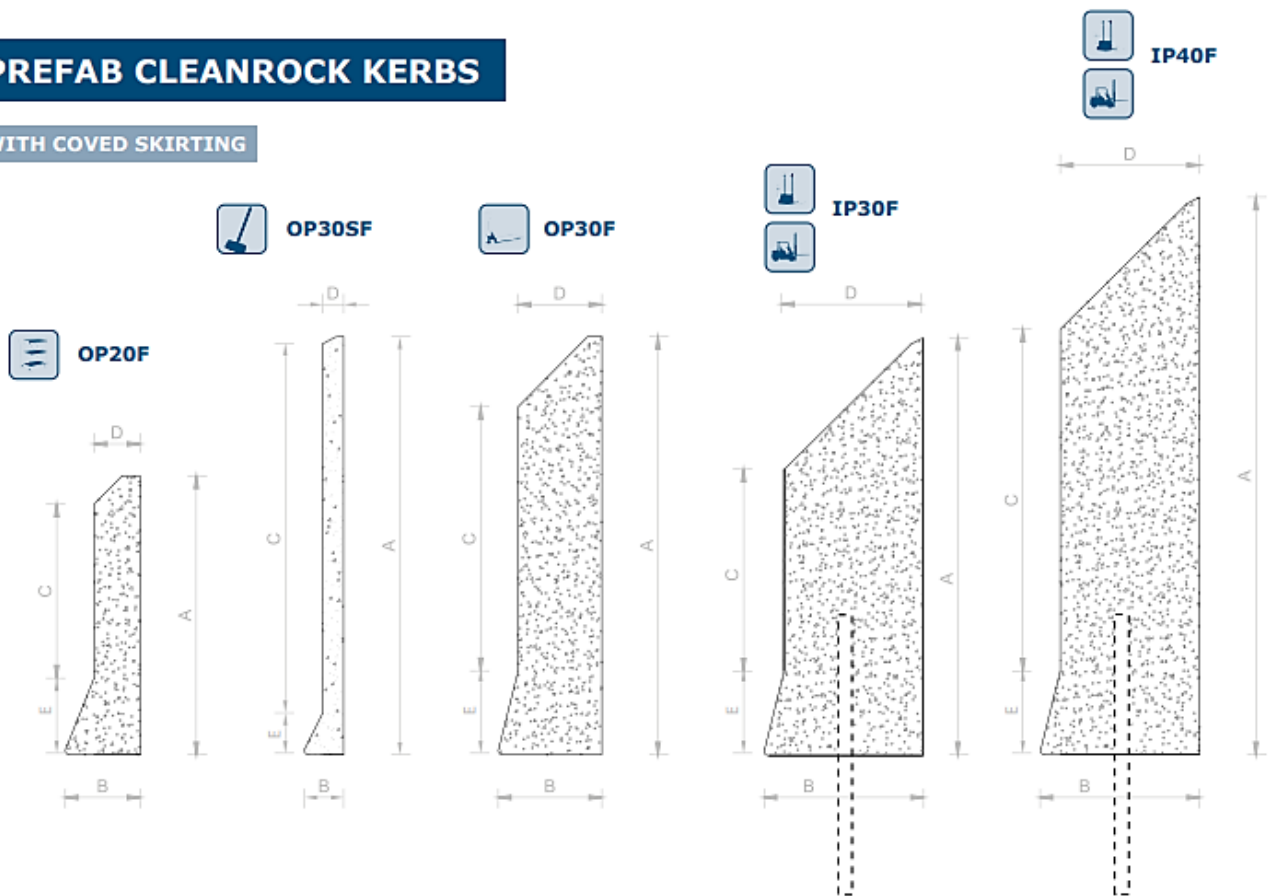 PREFAB CLEANROCK KERBS
WITH COVED SKIRTING
IP40F
OP30SF
OP30F
IP30F
OP20F
D
C
A
E
B
D
C
A
E
B
D
C
A
E
B
D
C
A
E
B
D
C
A
E
B